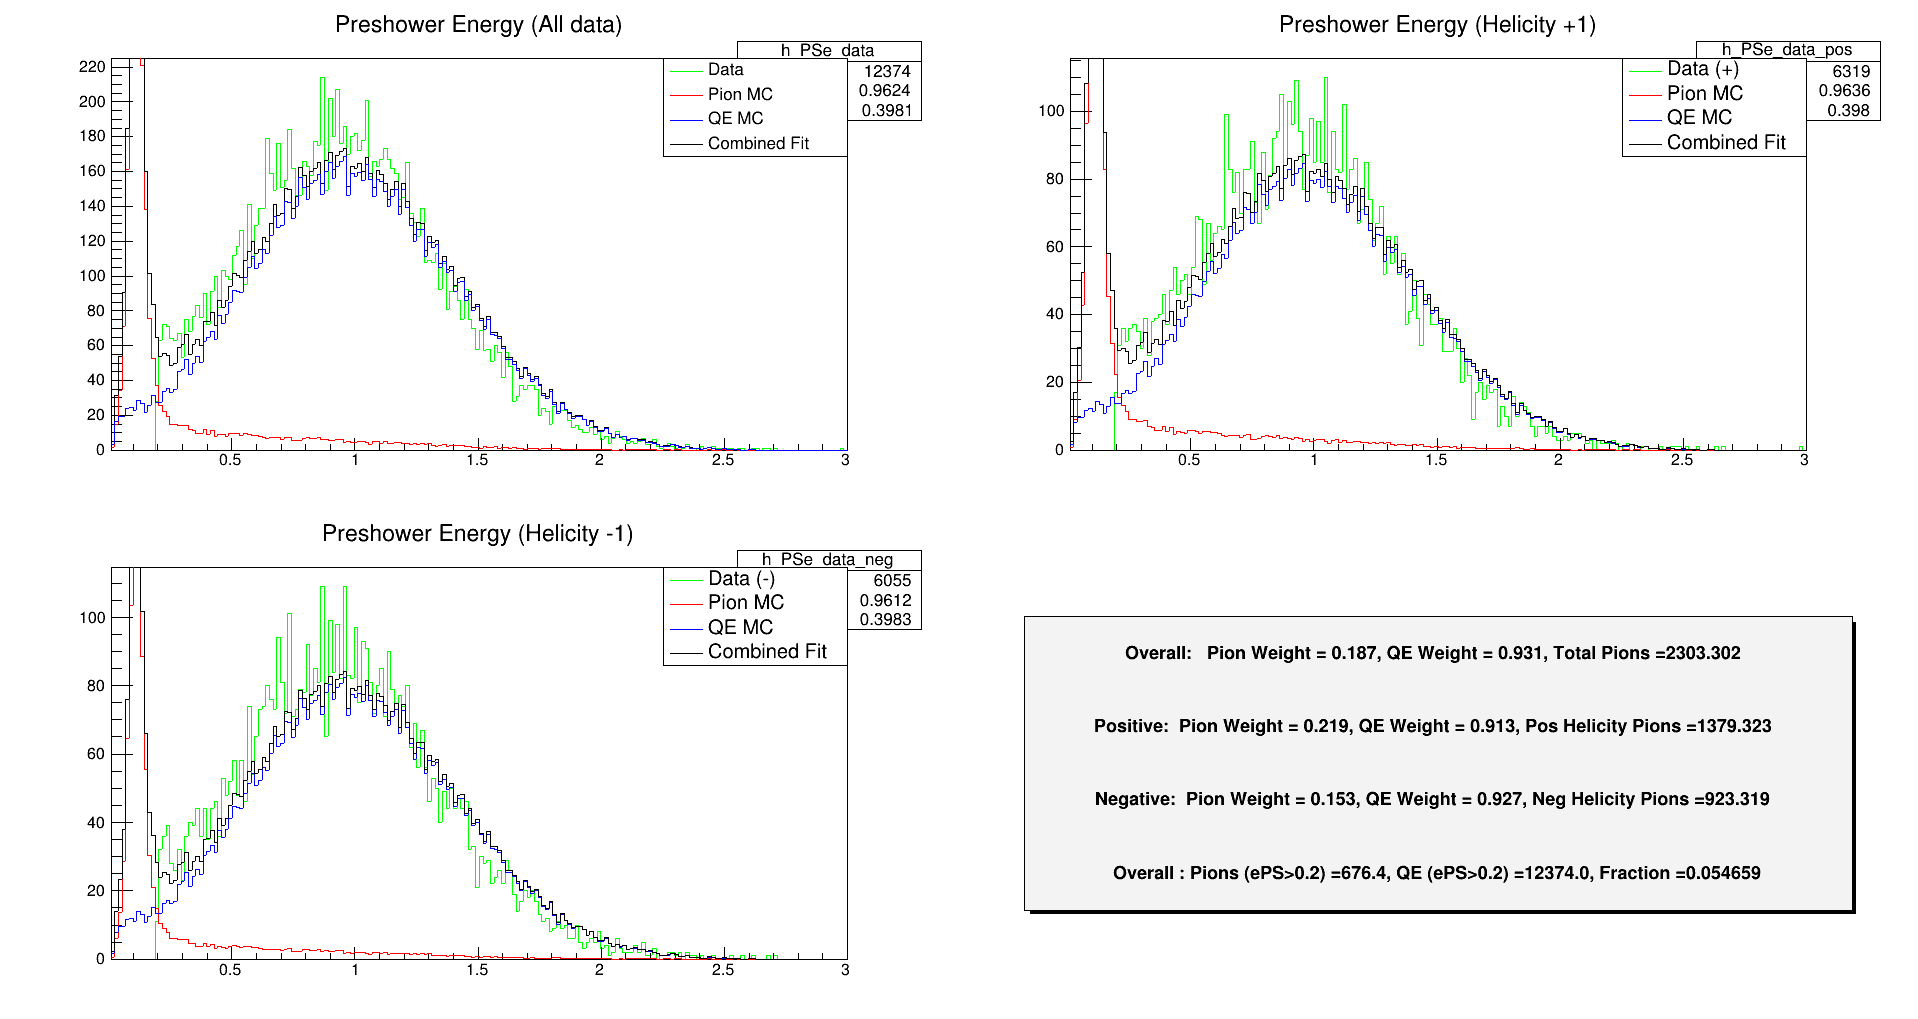 Preshower Energy (All data)
h_PSe_data
12374
0.9624
0.3981
Data
Pion MC
QE MC
Combined Fit
220
200
180
160
140
120
100
80
60
40
20
0
0.5
1
1.5
2
2.5
3
Preshower Energy (Helicity +1)
h_PSe_data_pos
6319
0.9636
0.398
Data (+)
Pion MC
QE MC
Combined Fit
100
80
60
40
20
0
0.5
1
1.5
2
2.5
3
Preshower Energy (Helicity -1)
h_PSe_data_neg
6055
0.9612
0.3983
Data (-)
Pion MC
QE MC
Combined Fit
100
80
60
40
20
0
0.5
1
1.5
2
2.5
3
Overall: Pion Weight = 0.187, QE Weight = 0.931, Total Pions =2303.302
Positive: Pion Weight = 0.219, QE Weight = 0.913, Pos Helicity Pions =1379.323
Negative: Pion Weight = 0.153, QE Weight = 0.927, Neg Helicity Pions =923.319
Overall : Pions (ePS>0.2) =676.4, QE (ePS>0.2) =12374.0, Fraction =0.054659